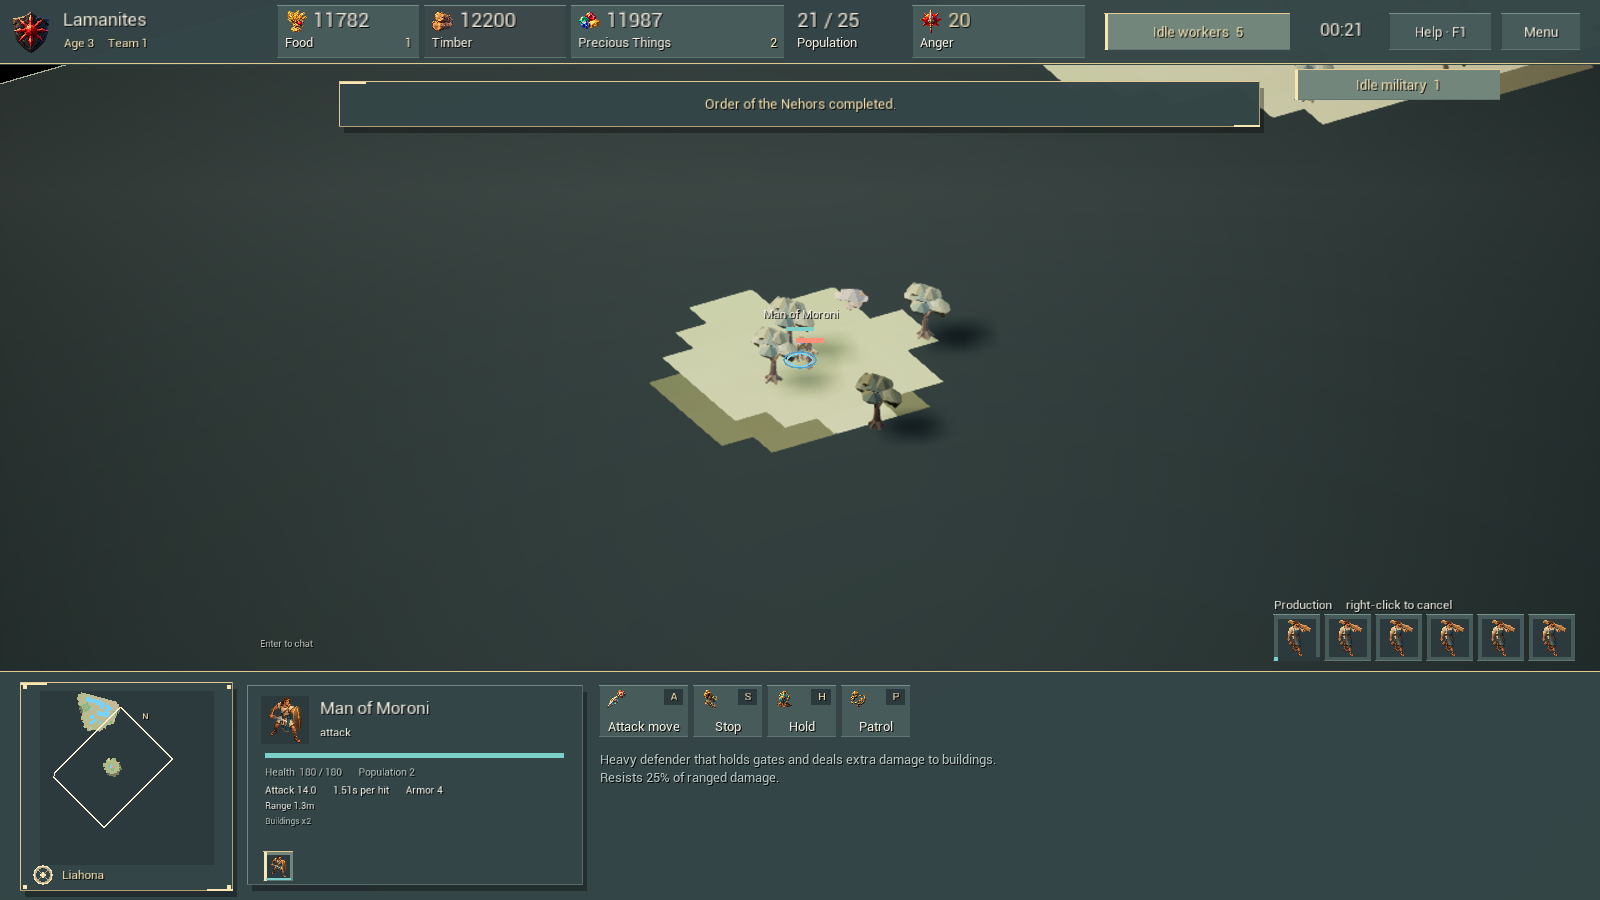 Lamanites
Age 3 Team 1
11782
Food 1
12200
Timber
11987
Precious Things 2
21 / 25
Population
20
Anger
Idle workers 5
00:21
Help · F1
Menu
Idle military 1
Order of the Nehors completed.
Man of Moroni
Production right-click to cancel
Enter to chat
N
Liahona
Man of Moroni
attack
Health 180 / 180 Population 2
Attack 14.0 1.51s per hit Armor 4
Range 1.3m
Buildings x2
A
Attack move
S
Stop
H
Hold
P
Patrol
Heavy defender that holds gates and deals extra damage to buildings.
Resists 25% of ranged damage.